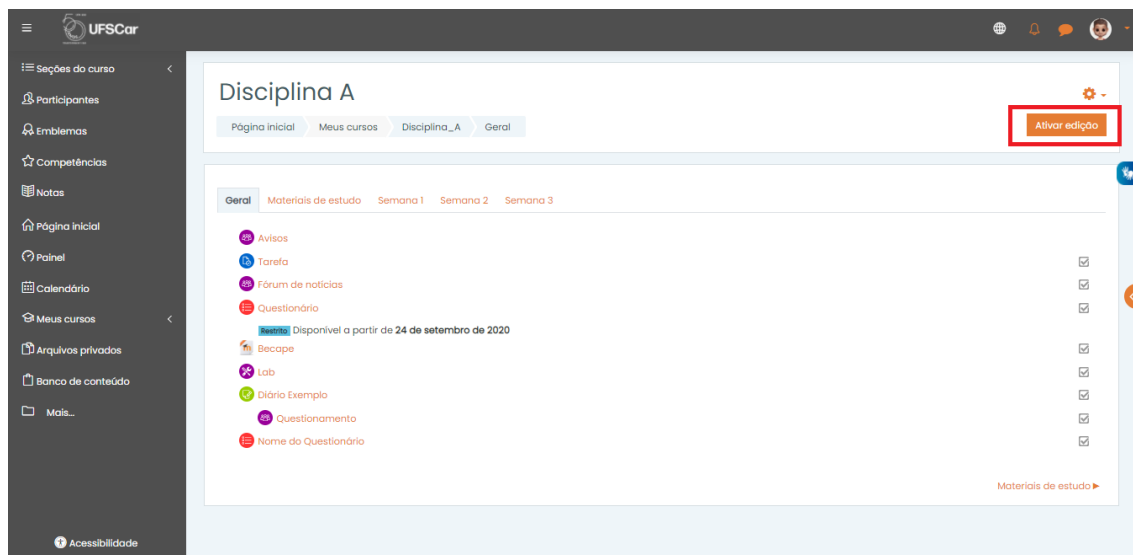 UFSCar
Seções do curso
Participantes
Emblemas
Competências
Notas
Página inicial
Painel
Calendário
Meus cursos
Arquivos privados
Banco de conteúdo
Mais...
Acessibilidade
Disciplina A
Página inicial Meus cursos Disciplina_A Geral
Ativar edição
Geral Materiais de estudo Semana 1 Semana 2 Semana 3
Avisos
Tarefa
Fórum de notícias
Questionário
Restrito Disponível a partir de 24 de setembro de 2020
Becape
Lab
Diário Exemplo
Questionamento
Nome do Questionário
Materiais de estudo ►